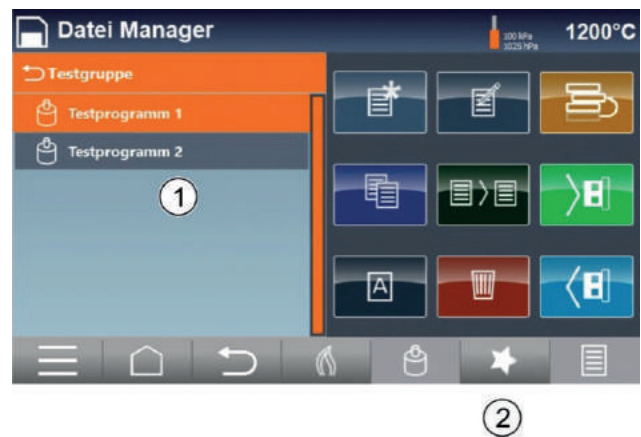 Datei Manager
100 kPa
1025 hPa
1200°C
Testgruppe
Testprogramm 1
Testprogramm 2
1
A
2